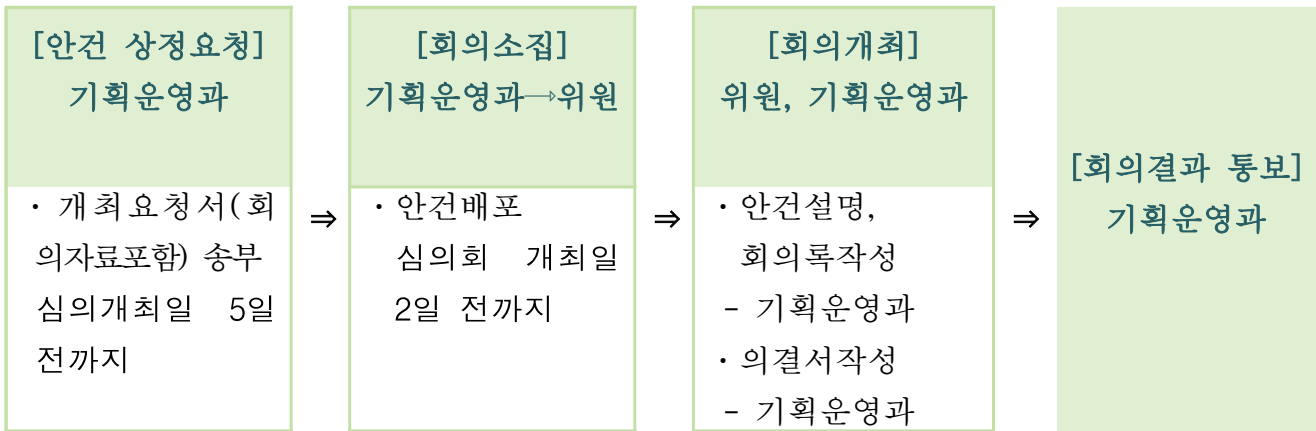 [안건 상정요청]
기획운영과
· 개최요청서(회
의자료포함) 송부
심의개최일 5일
전까지
⇒
[회의소집]
기획운영과→위원
· 안건배포
심의회 개최일
2일 전까지
⇒
[회의개최]
위원, 기획운영과
· 안건설명,
회의록작성
- 기획운영과
· 의결서작성
- 기획운영과
⇒
[회의결과 통보]
기획운영과